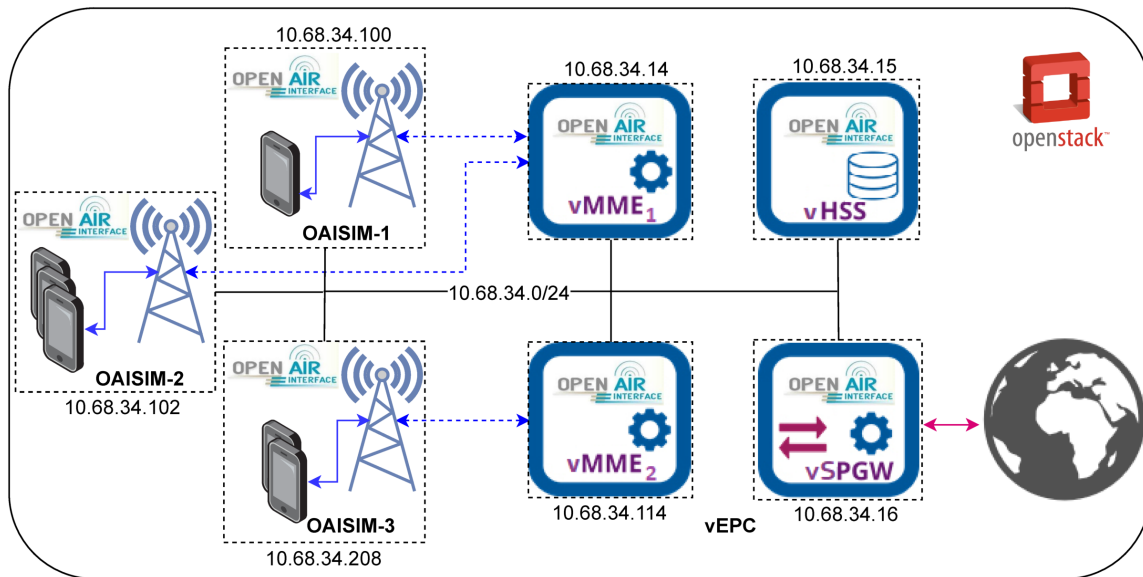 10.68.34.100
OPEN AIR
INTERFACE
OAISIM-1
10.68.34.14
OPEN AIR
INTERFACE
vMME1
10.68.34.15
OPEN AIR
INTERFACE
vHSS
openstack™
OPEN AIR
INTERFACE
OAISIM-2
10.68.34.102
10.68.34.0/24
OPEN AIR
INTERFACE
OAISIM-3
10.68.34.208
OPEN AIR
INTERFACE
vMME2
10.68.34.114
OPEN AIR
INTERFACE
vSPGW
10.68.34.16
vEPC